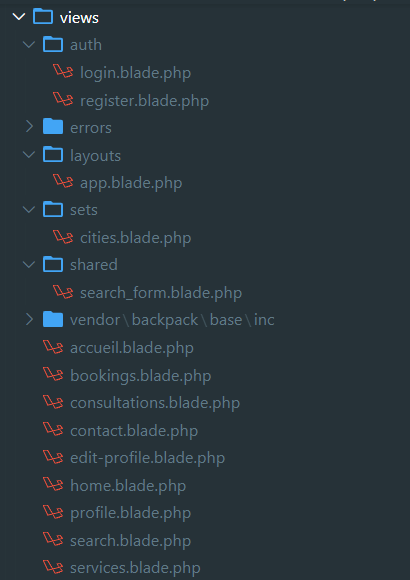 views
auth
login.blade.php
register.blade.php
errors
layouts
app.blade.php
sets
cities.blade.php
shared
search_form.blade.php
vendor\backpack\base\inc
accueil.blade.php
bookings.blade.php
consultations.blade.php
contact.blade.php
edit-profile.blade.php
home.blade.php
profile.blade.php
search.blade.php
services.blade.php